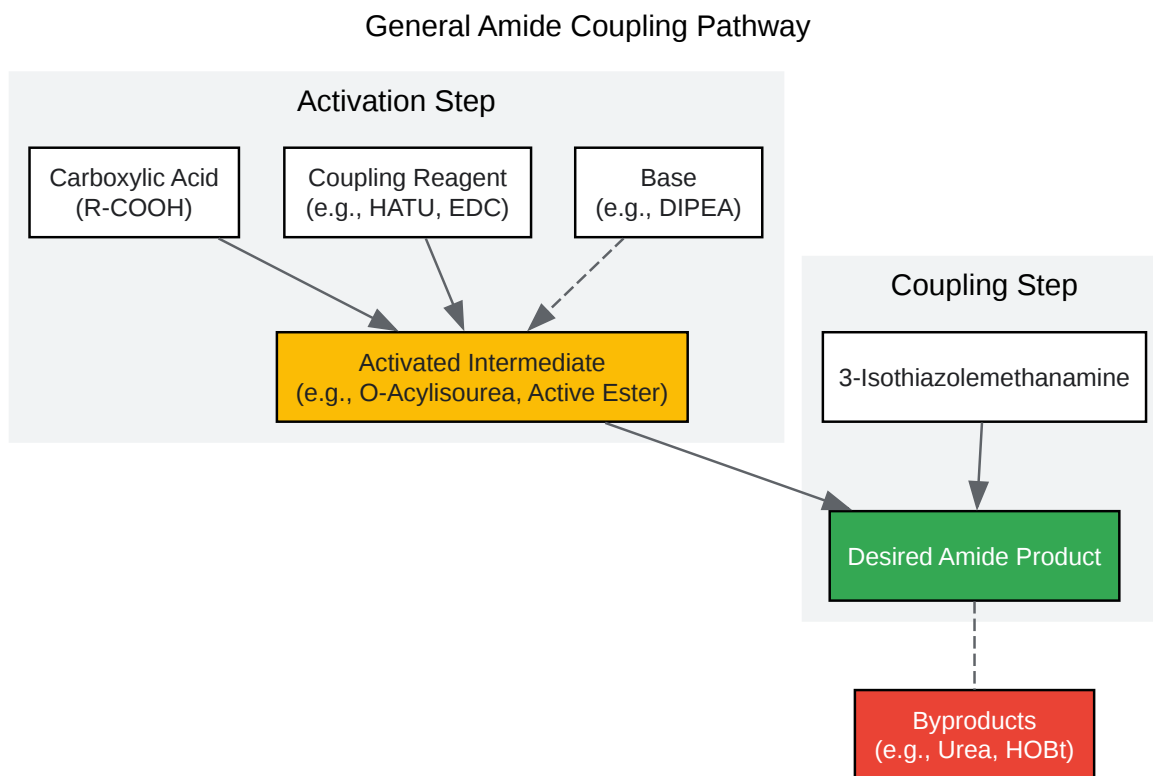 General Amide Coupling Pathway
Activation Step
Carboxylic Acid
(R-COOH)
Coupling Reagent
(e.g., HATU, EDC)
Base
(e.g., DIPEA)
Activated Intermediate
(e.g., O-Acylisourea, Active Ester)
Coupling Step
3-Isothiazolemethanamine
Desired Amide Product
Byproducts
(e.g., Urea, HOBt)